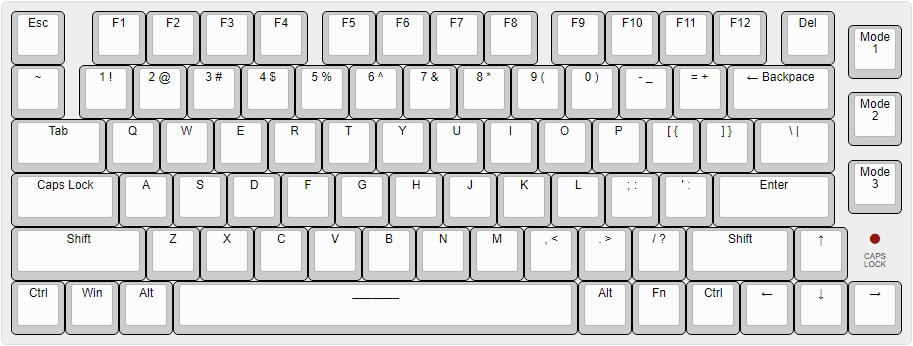 Esc F1 F2 F3 F4 F5 F6 F7 F8 F9 F10 F11 F12 Del
Mode
1
~ 1 ! 2 @ 3 # 4 $ 5 % 6 ^ 7 & 8 * 9 ( 0 ) - _ = + ← Backpace
Mode
2
Tab Q W E R T Y U I O P [ { ] } \ |
Mode
3
Caps Lock A S D F G H J K L ; : ' : Enter
Shift Z X C V B N M , < . > / ? Shift ↑
CAPS
LOCK
Ctrl Win Alt _______ Alt Fn Ctrl ← ↓ →